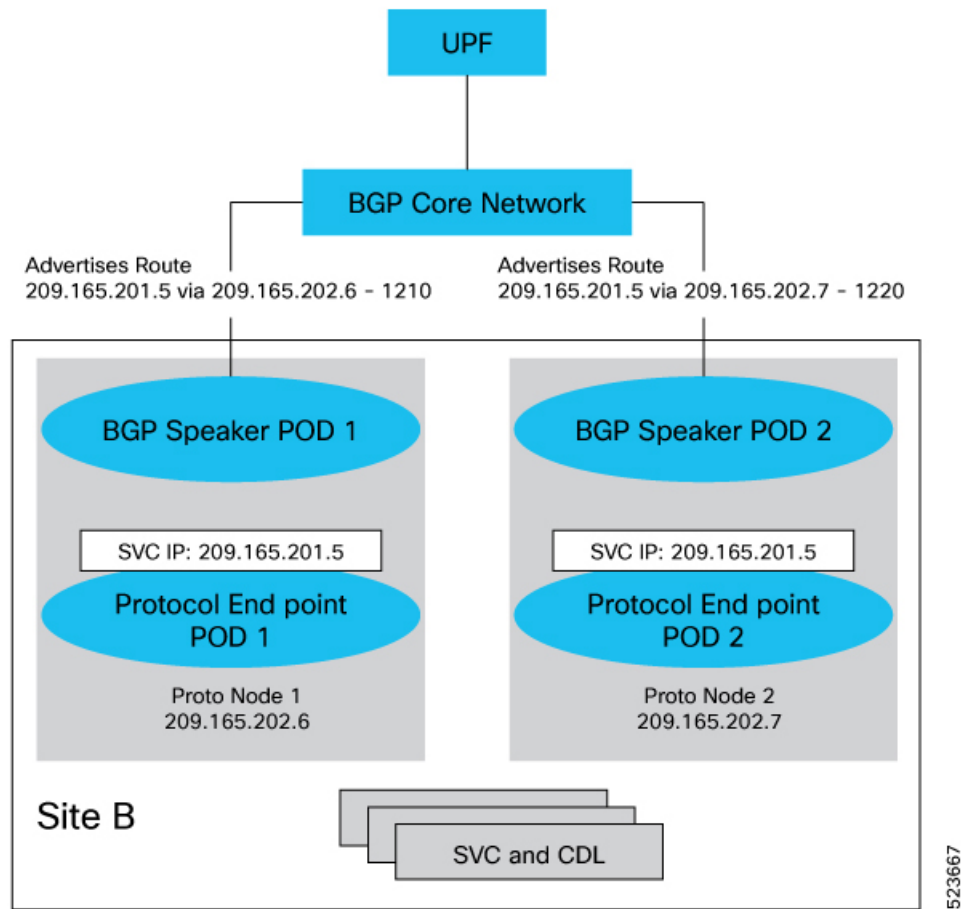 UPF
BGP Core Network
Advertises Route
209.165.201.5 via 209.165.202.6 - 1210
Advertises Route
209.165.201.5 via 209.165.202.7 - 1220
BGP Speaker POD 1
SVC IP: 209.165.201.5
Protocol End point
POD 1
Proto Node 1
209.165.202.6
BGP Speaker POD 2
SVC IP: 209.165.201.5
Protocol End point
POD 2
Proto Node 2
209.165.202.7
Site B
SVC and CDL
523667